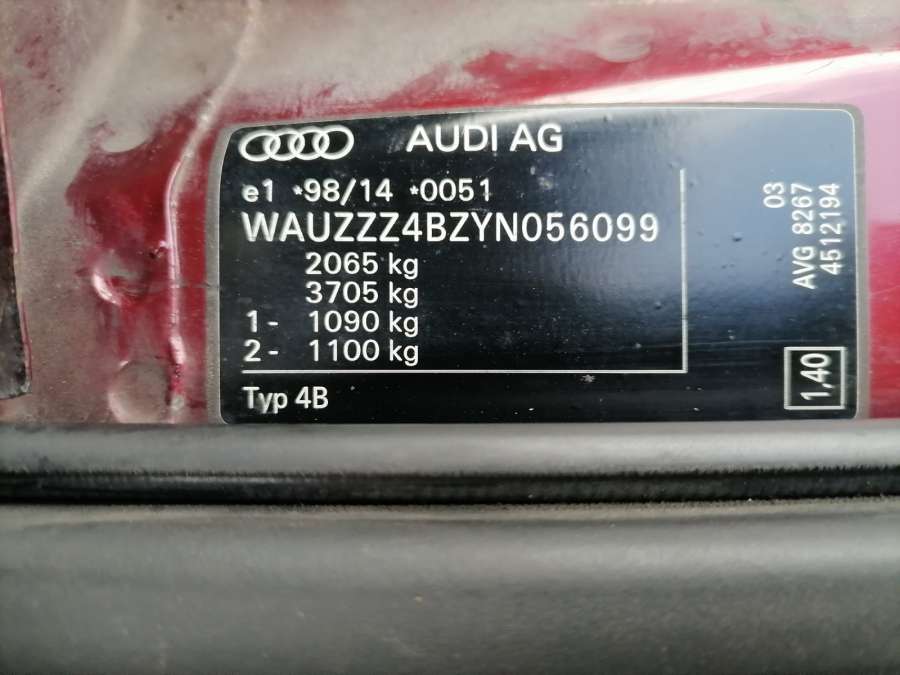 AUDI AG
e1 *98/14 *0051
WAUZZZ4BZYN056099
2065 kg
3705 kg
1 - 1090 kg
2 - 1100 kg
Typ 4B
03
AVG 8267
4512194
1,40